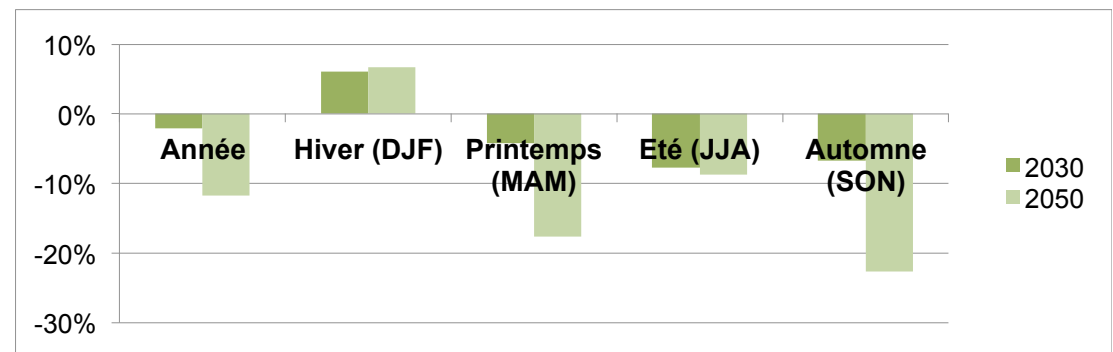 10%
0%
-10%
-20%
-30%
Année
Hiver (DJF)
Printemps
(MAM)
Eté (JJA)
Automne
(SON)
2030
2050